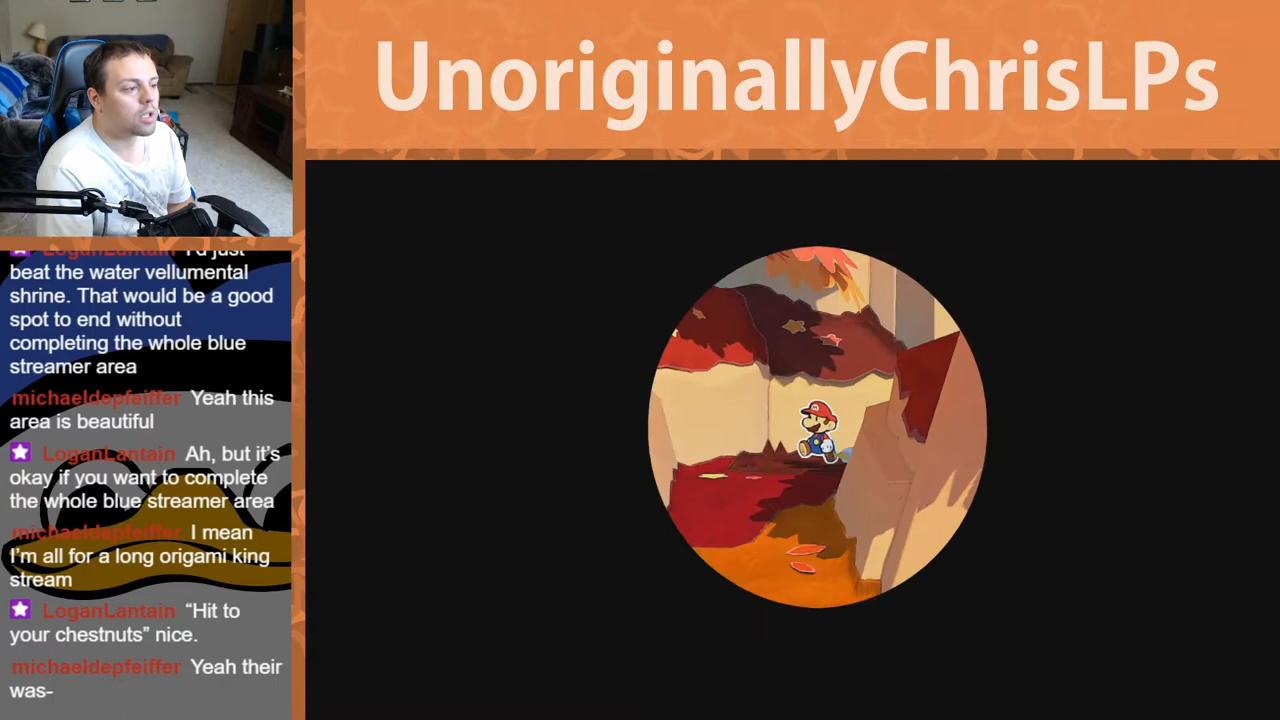 UnoriginallyChrisLPs
LoganLantain I'd just
beat the water vellumental
shrine. That would be a good
spot to end without
completing the whole blue
streamer area
michaeldepfeiffer Yeah this
area is beautiful
LoganLantain Ah, but it's
okay if you want to complete
the whole blue streamer area
michaeldepfeiffer I mean
I'm all for a long origami king
stream
LoganLantain “Hit to
your chestnuts” nice.
michaeldepfeiffer Yeah their
was-